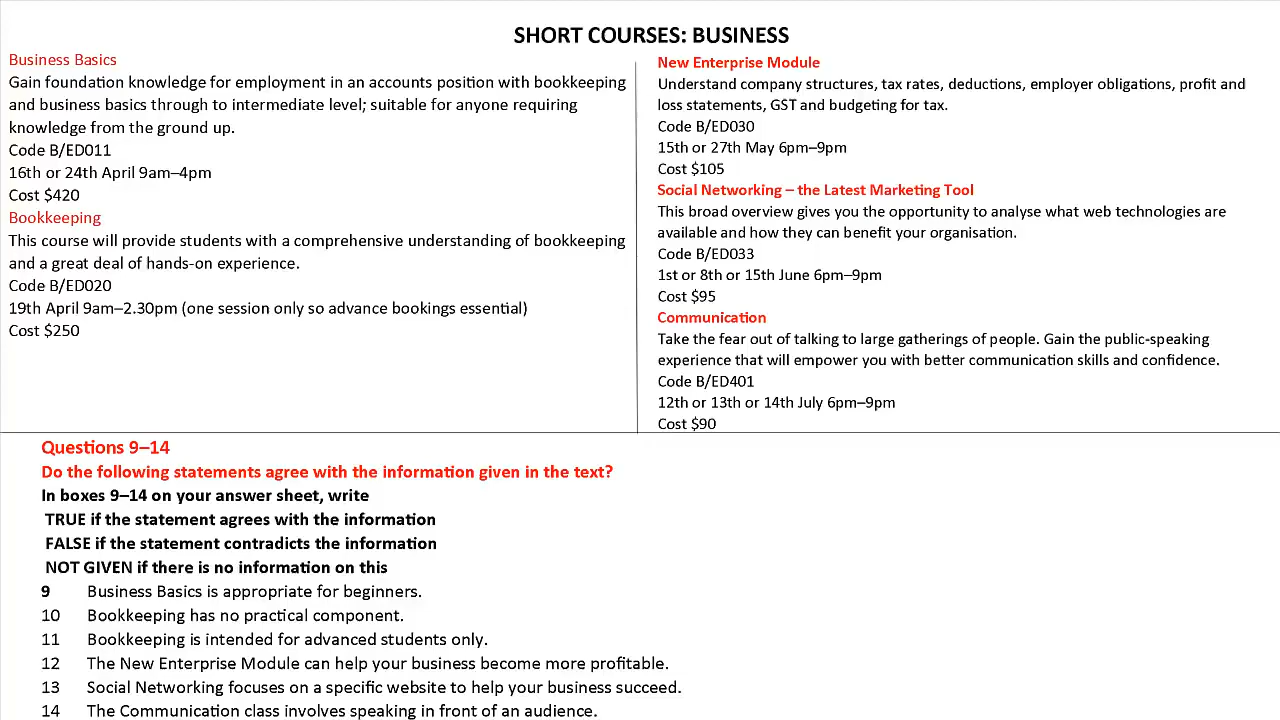 SHORT COURSES: BUSINESS
Business Basics
Gain foundation knowledge for employment in an accounts position with bookkeeping
and business basics through to intermediate level; suitable for anyone requiring
knowledge from the ground up.
Code B/ED011
16th or 24th April 9am–4pm
Cost $420
Bookkeeping
This course will provide students with a comprehensive understanding of bookkeeping
and a great deal of hands-on experience.
Code B/ED020
19th April 9am–2.30pm (one session only so advance bookings essential)
Cost $250
New Enterprise Module
Understand company structures, tax rates, deductions, employer obligations, profit and
loss statements, GST and budgeting for tax.
Code B/ED030
15th or 27th May 6pm–9pm
Cost $105
Social Networking – the Latest Marketing Tool
This broad overview gives you the opportunity to analyse what web technologies are
available and how they can benefit your organisation.
Code B/ED033
1st or 8th or 15th June 6pm–9pm
Cost $95
Communication
Take the fear out of talking to large gatherings of people. Gain the public-speaking
experience that will empower you with better communication skills and confidence.
Code B/ED401
12th or 13th or 14th July 6pm–9pm
Cost $90
Questions 9–14
Do the following statements agree with the information given in the text?
In boxes 9–14 on your answer sheet, write
TRUE if the statement agrees with the information
FALSE if the statement contradicts the information
NOT GIVEN if there is no information on this
9 Business Basics is appropriate for beginners.
10 Bookkeeping has no practical component.
11 Bookkeeping is intended for advanced students only.
12 The New Enterprise Module can help your business become more profitable.
13 Social Networking focuses on a specific website to help your business succeed.
14 The Communication class involves speaking in front of an audience.